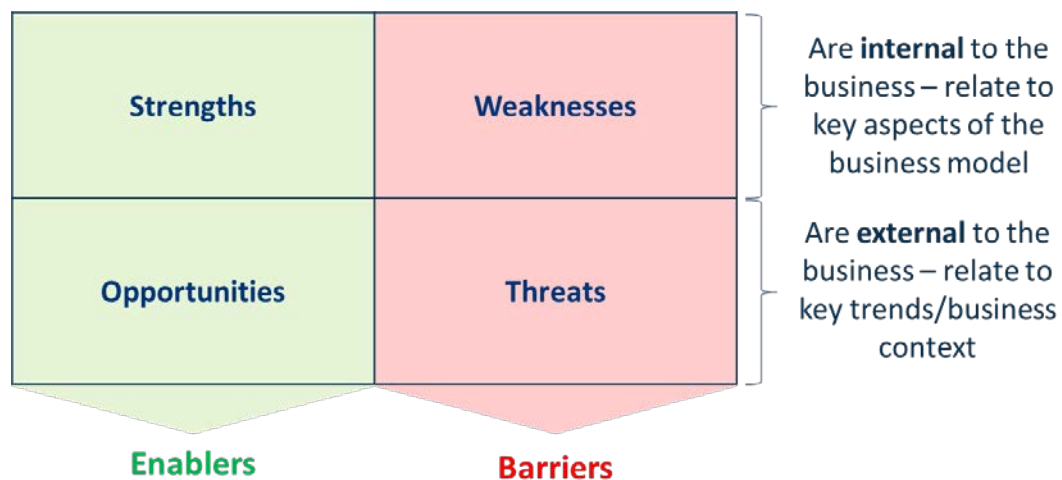 Strengths
Weaknesses
Are internal to the
business – relate to
key aspects of the
business model
Opportunities
Threats
Are external to the
business – relate to
key trends/business
context
Enablers
Barriers